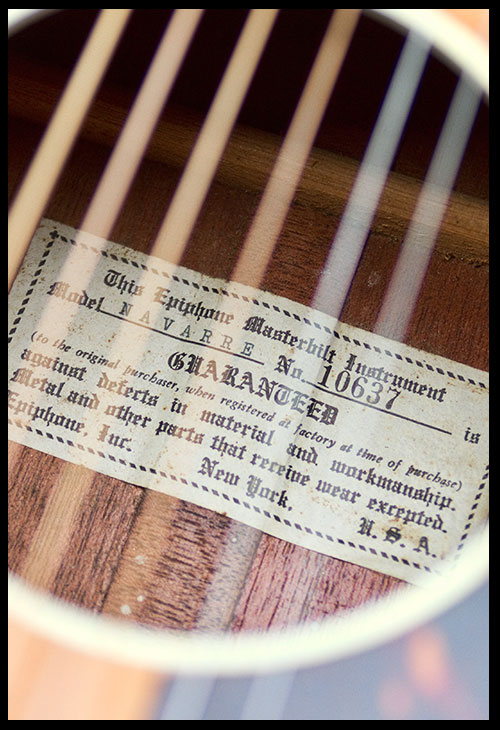 This Epiphone Masterbilt Instrument
Model NAVARRE No. 10637 is
GUARANTEED
(to the original purchaser, when registered at factory at time of purchase)
against defects in material and workmanship.
Metal and other parts that receive wear excepted.
Epiphone, Inc. New York, U. S. A.